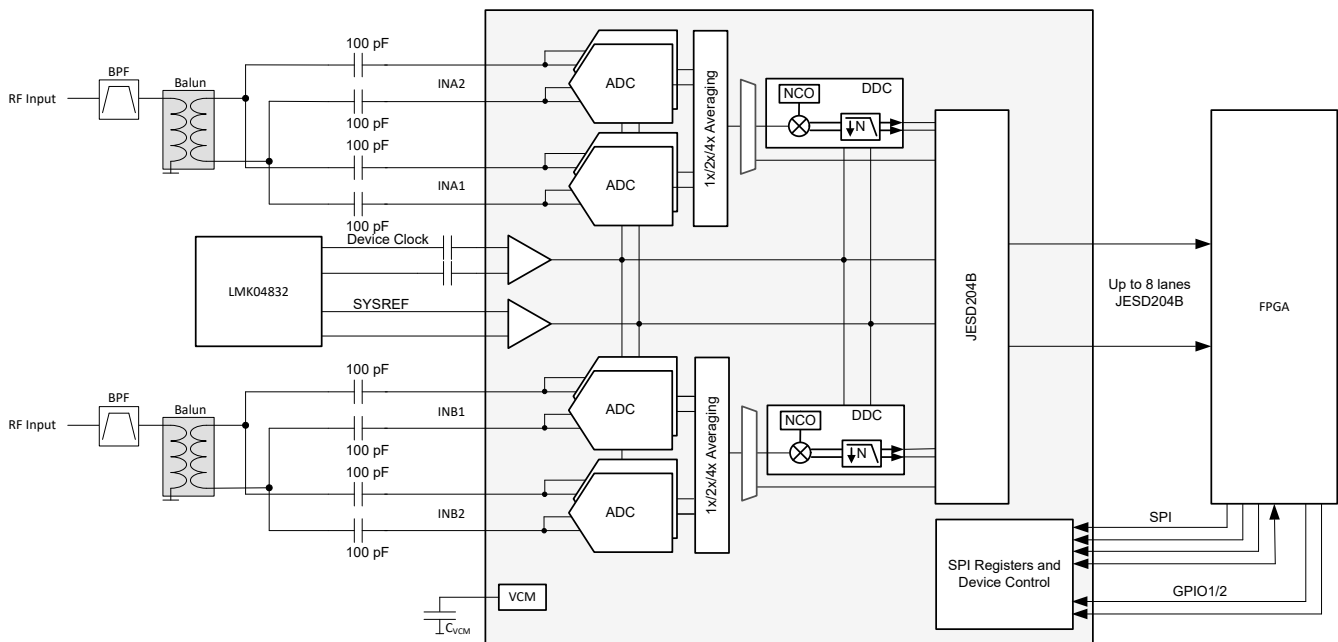 100 pF
BPF
Balun
RF Input
INA2
100 pF
100 pF
INA1
100 pF
ADC
ADC
1x/2x/4x Averaging
NCO
DDC
N
Device Clock
LMK04832
SYSREF
JESD204B
Up to 8 lanes
JESD204B
FPGA
100 pF
BPF
Balun
RF Input
INB1
100 pF
100 pF
INB2
100 pF
ADC
ADC
1x/2x/4x Averaging
NCO
DDC
N
SPI
SPI Registers and
Device Control
GPIO1/2
VCM
CVCM